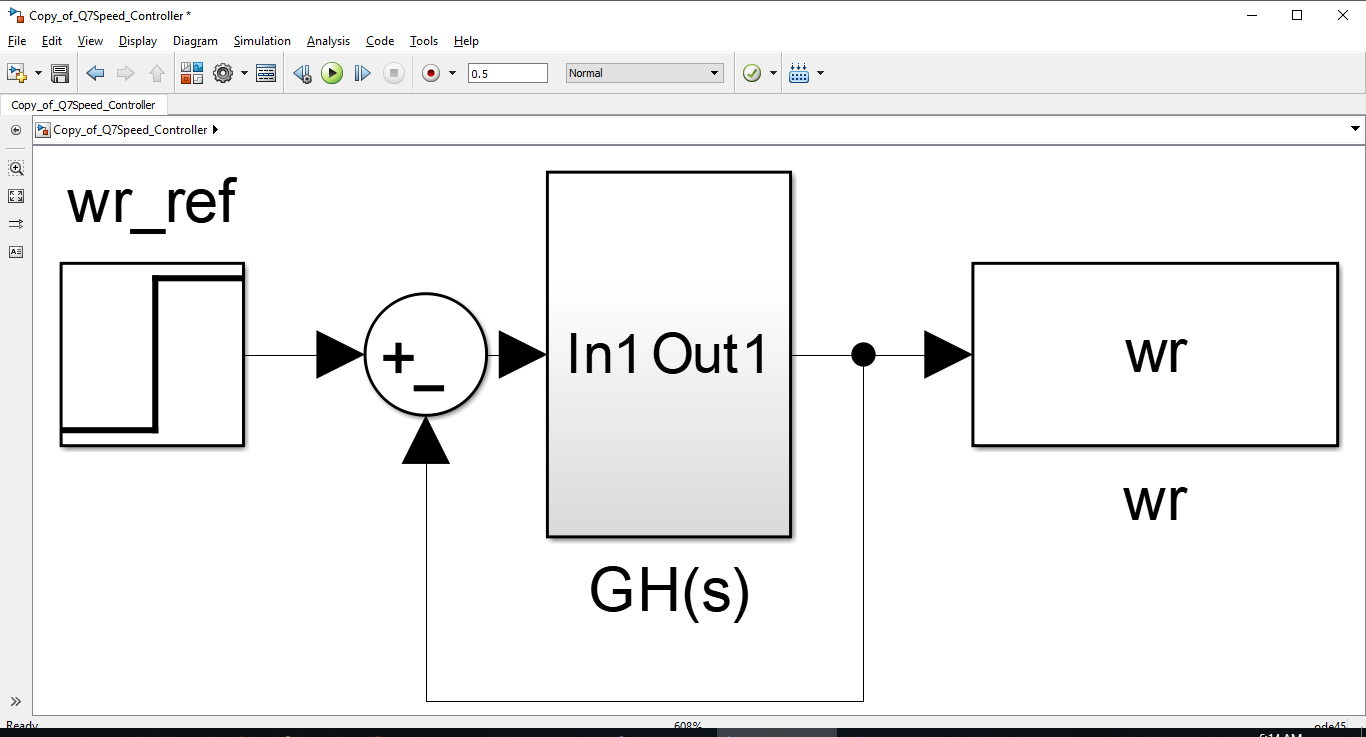 Copy_of_Q7Speed_Controller *
File Edit View Display Diagram Simulation Analysis Code Tools Help
0.5 Normal
Copy_of_Q7Speed_Controller
Copy_of_Q7Speed_Controller
wr_ref
+
−
In1 Out1
wr
wr
GH(s)
Ready 608% ode45